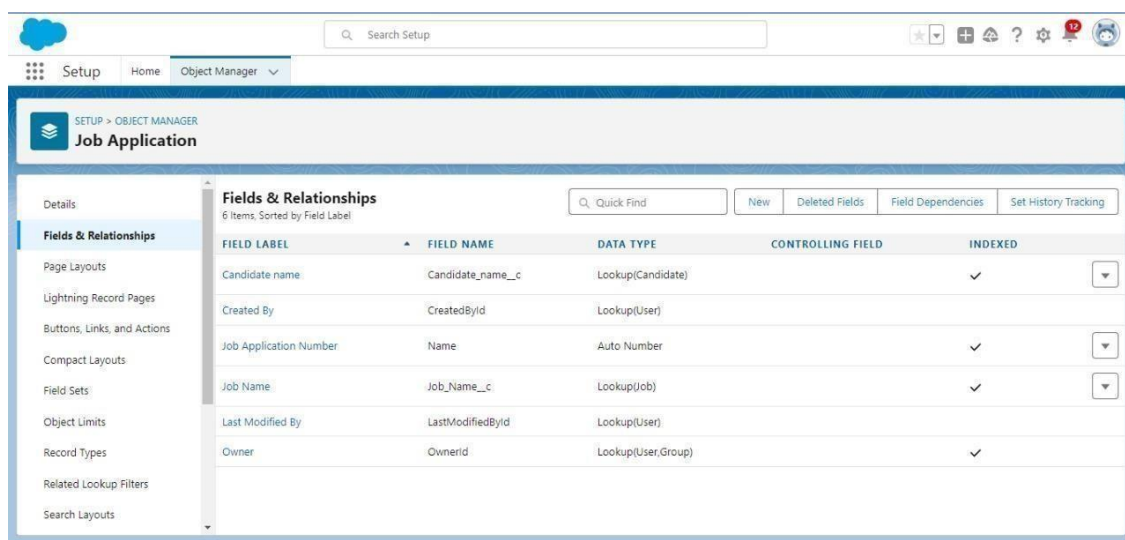 Search Setup
12
Setup Home Object Manager
SETUP > OBJECT MANAGER
Job Application
Details
Fields & Relationships
Page Layouts
Lightning Record Pages
Buttons, Links, and Actions
Compact Layouts
Field Sets
Object Limits
Record Types
Related Lookup Filters
Search Layouts
Fields & Relationships
6 Items, Sorted by Field Label
Quick Find New Deleted Fields Field Dependencies Set History Tracking
FIELD LABEL FIELD NAME DATA TYPE CONTROLLING FIELD INDEXED
Candidate name Candidate_name__c Lookup(Candidate)
Created By CreatedById Lookup(User)
Job Application Number Name Auto Number
Job Name Job_Name__c Lookup(Job)
Last Modified By LastModifiedById Lookup(User)
Owner OwnerId Lookup(User,Group)